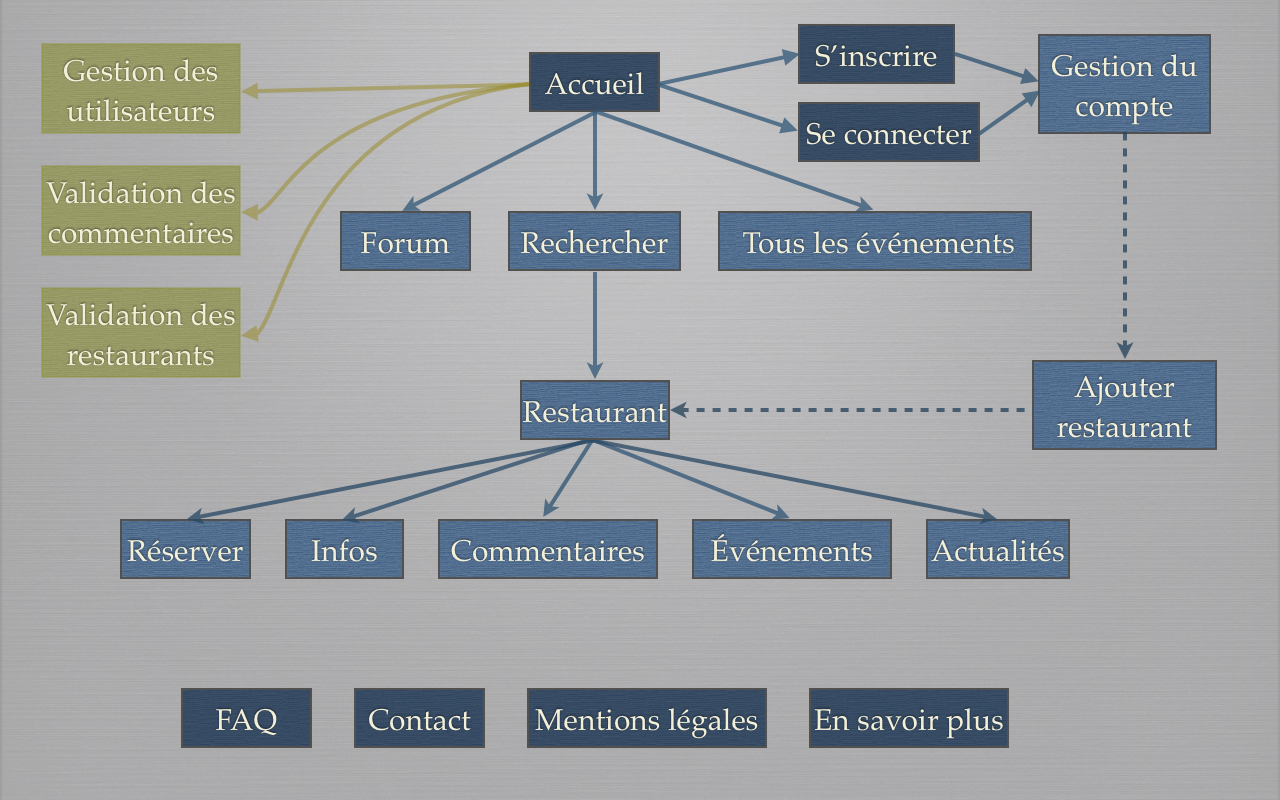 Gestion des
utilisateurs
Validation des
commentaires
Validation des
restaurants
Accueil
S’inscrire
Se connecter
Gestion du
compte
Forum
Rechercher
Tous les événements
Restaurant
Ajouter
restaurant
Réserver
Infos
Commentaires
Événements
Actualités
FAQ
Contact
Mentions légales
En savoir plus